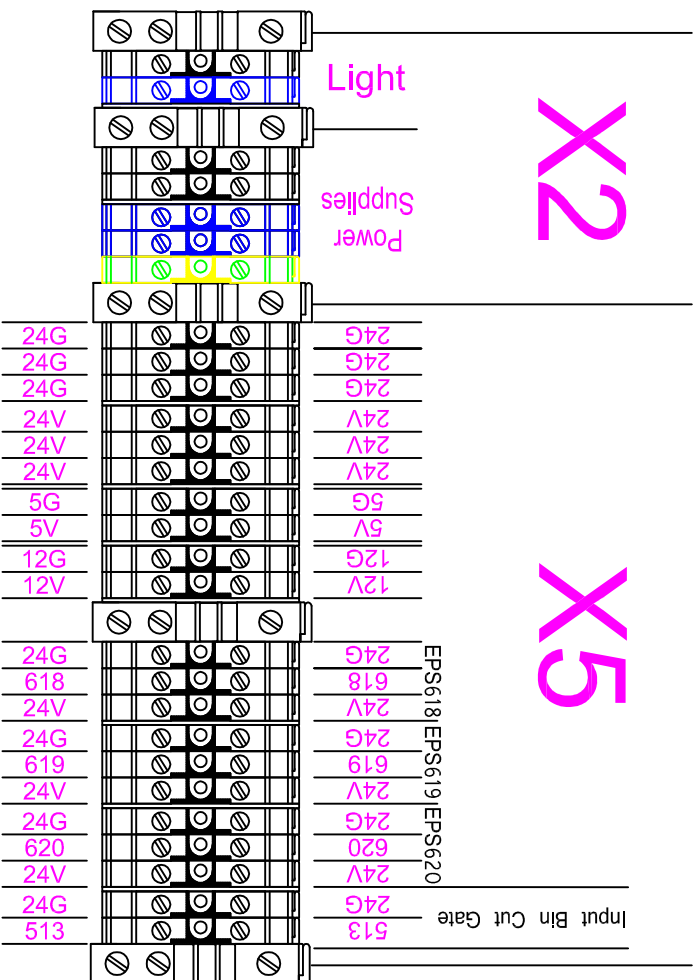 Light
X2
Power
Supplies
24G 24G
24G 24G
24G 24G
24V 24V
24V 24V
24V 24V
5G 5G
5V 5V
12G 12G
12V 12V
X5
24G 24G
618 618
24V 24V
EPS618
24G 24G
619 619
24V 24V
EPS619
24G 24G
620 620
24V 24V
EPS620
24G 24G
513 513
Input Bin Cut Gate